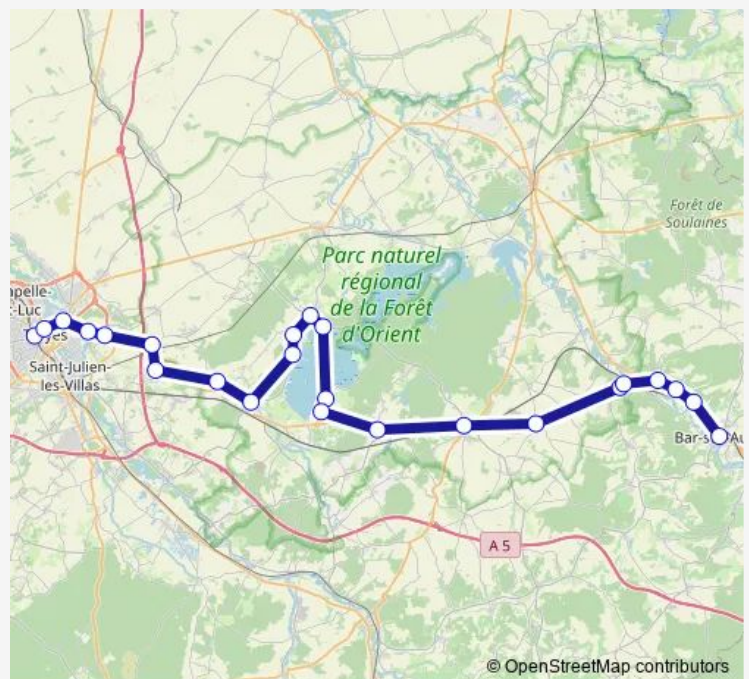 Forêt de
Soulaines
Parc naturel
régional
de la Forêt
d'Orient
Saint-Julien-
les-Villas
A 5
© OpenStreetMap contributors